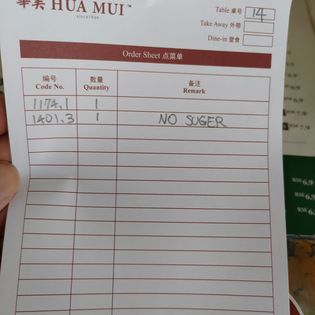 華美 HUA MUI™
since1946
Table 桌号 14
Take Away 外带
Dine-in 堂食
Order Sheet 点菜单
编号 数量 备注
Code No. Quantity Remark
1174.1 1
1401.3 1 NO SUGER